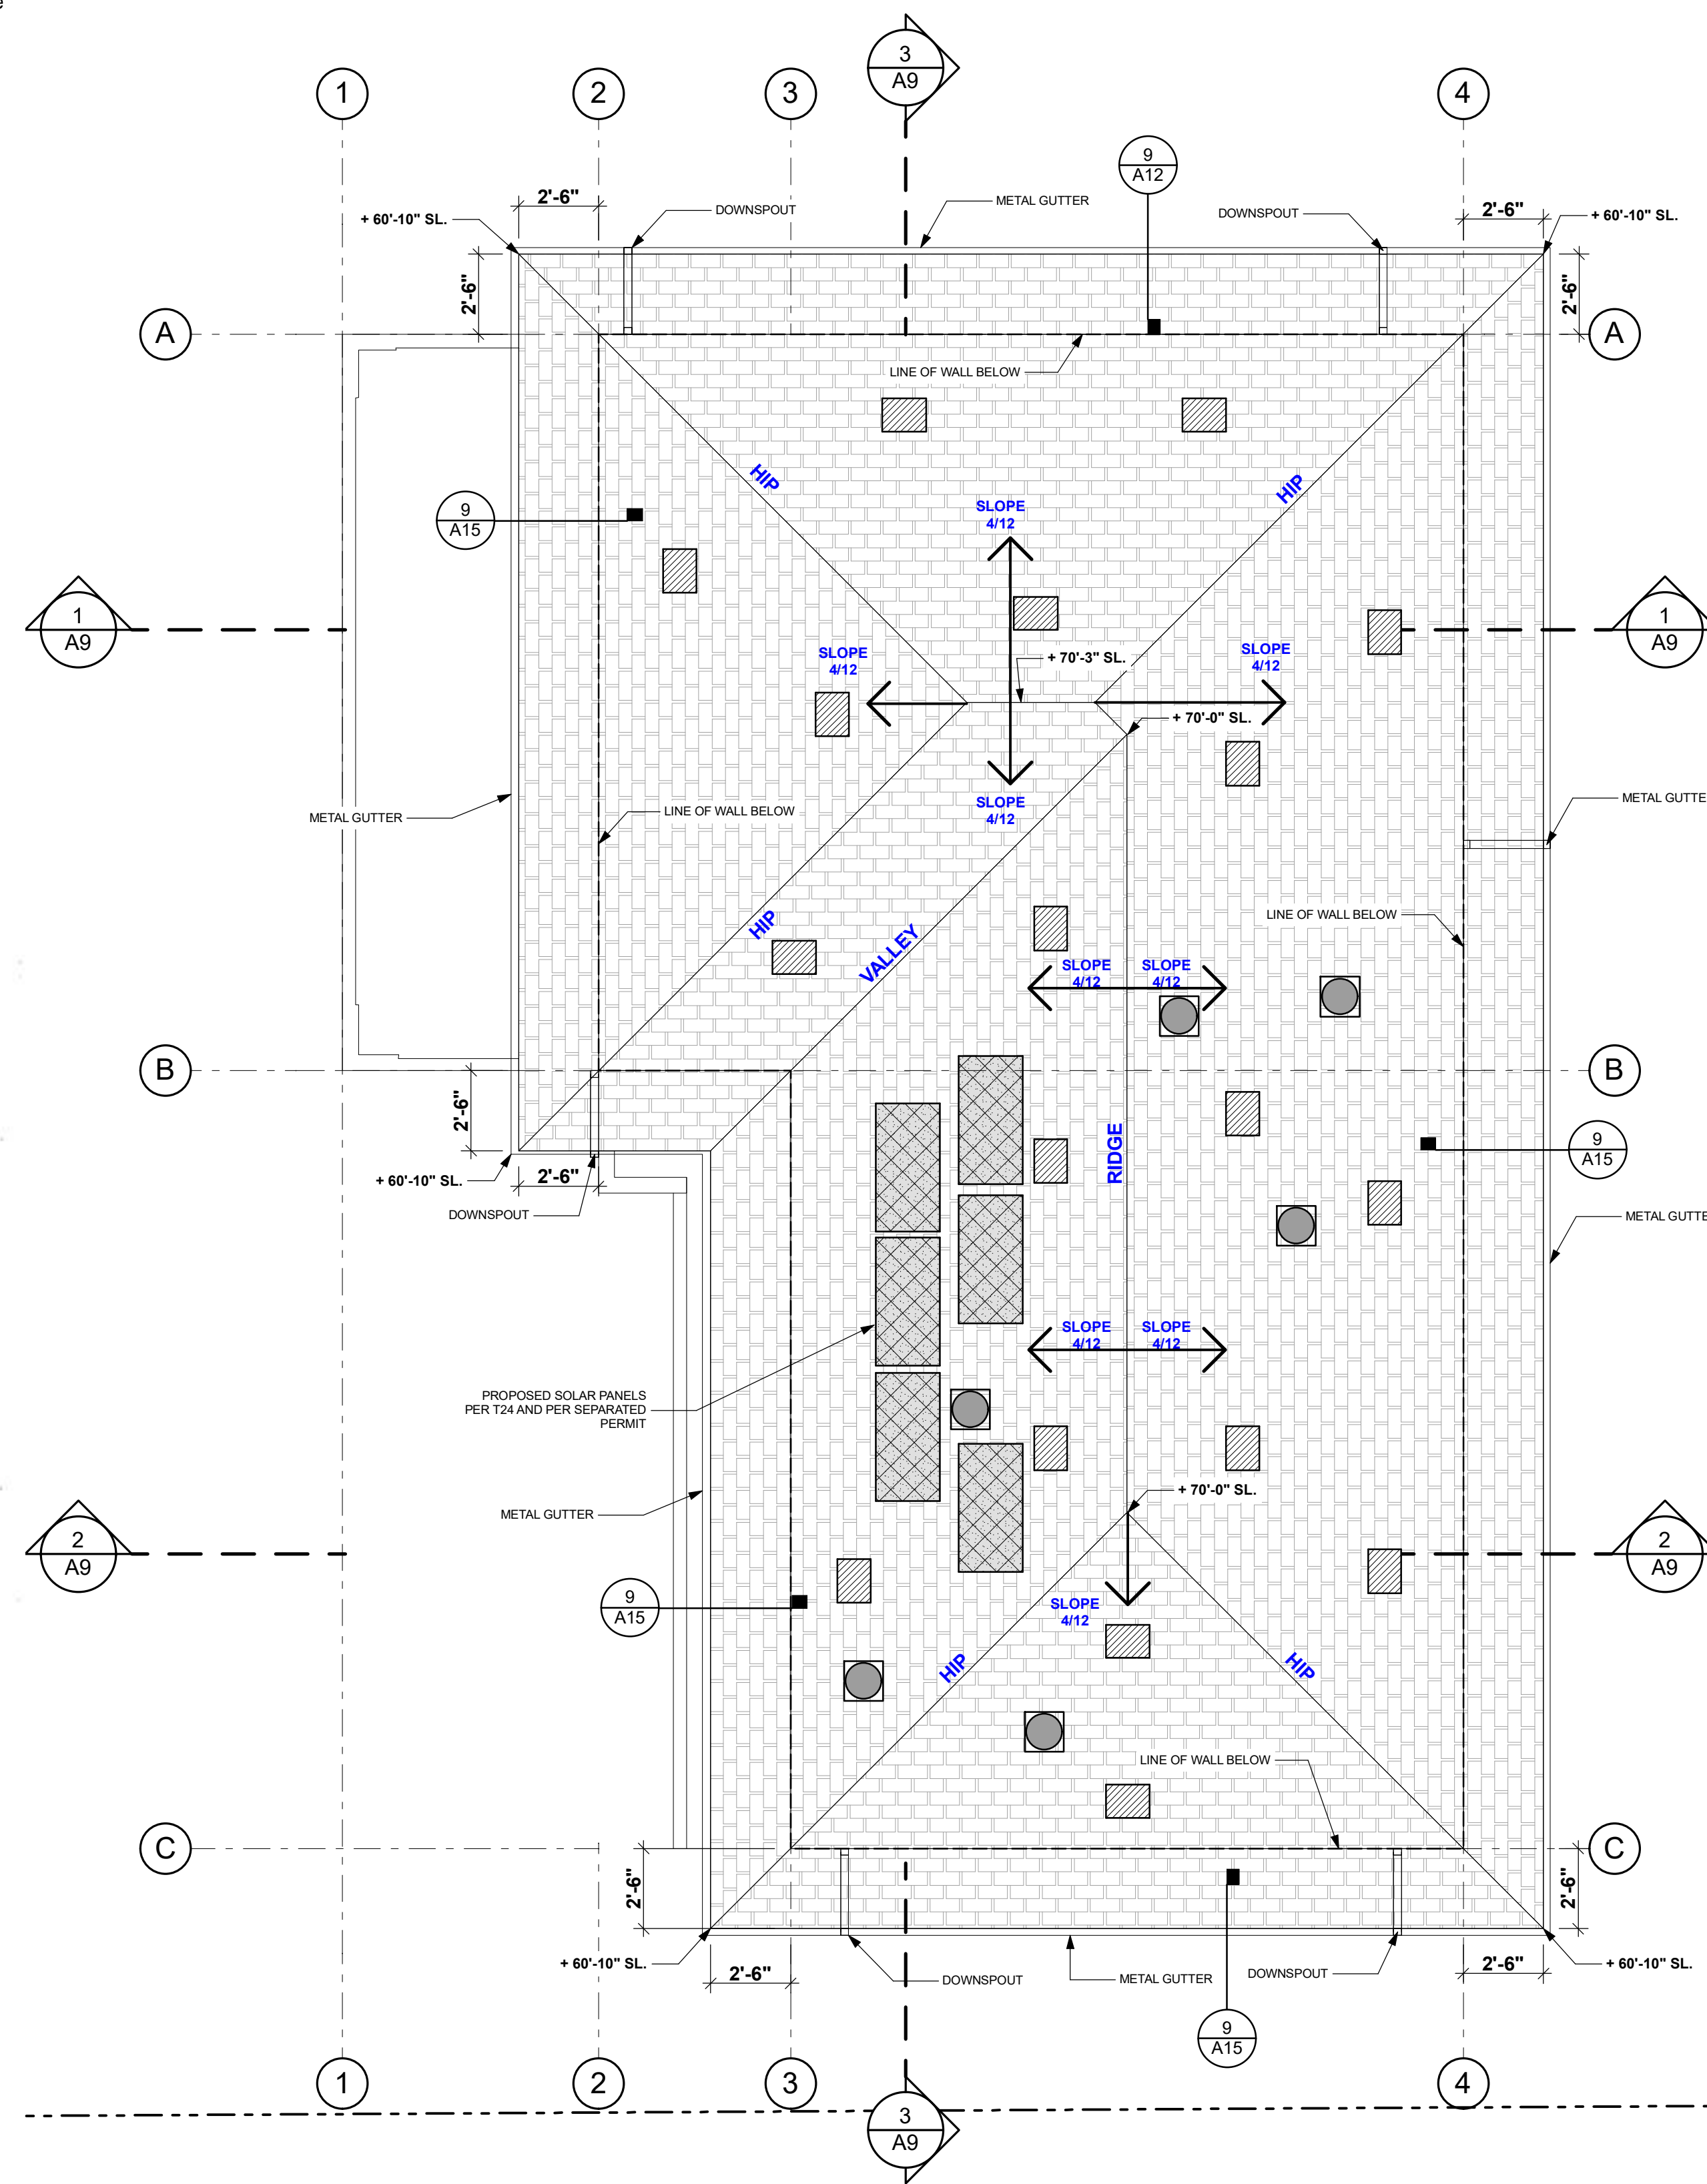 e
3
A9
1
2
3
4
9
A12
2'-6"
DOWNSPOUT
METAL GUTTER
DOWNSPOUT
2'-6"
+ 60'-10" SL.
+ 60'-10" SL.
2'-6"
2'-6"
A
A
LINE OF WALL BELOW
HIP
HIP
SLOPE
4/12
9
A15
1
A9
1
A9
SLOPE
4/12
+ 70'-3" SL.
SLOPE
4/12
+ 70'-0" SL.
METAL GUTTER
LINE OF WALL BELOW
SLOPE
4/12
METAL GUTTE
HIP
VALLEY
LINE OF WALL BELOW
SLOPE
4/12
SLOPE
4/12
B
B
2'-6"
RIDGE
9
A15
+ 60'-10" SL.
2'-6"
DOWNSPOUT
METAL GUTTE
SLOPE
4/12
SLOPE
4/12
PROPOSED SOLAR PANELS
PER T24 AND PER SEPARATED
PERMIT
METAL GUTTER
+ 70'-0" SL.
2
A9
2
A9
9
A15
SLOPE
4/12
HIP
HIP
LINE OF WALL BELOW
C
C
2'-6"
2'-6"
+ 60'-10" SL.
2'-6"
DOWNSPOUT
METAL GUTTER
DOWNSPOUT
2'-6"
+ 60'-10" SL.
9
A15
1
2
3
4
3
A9